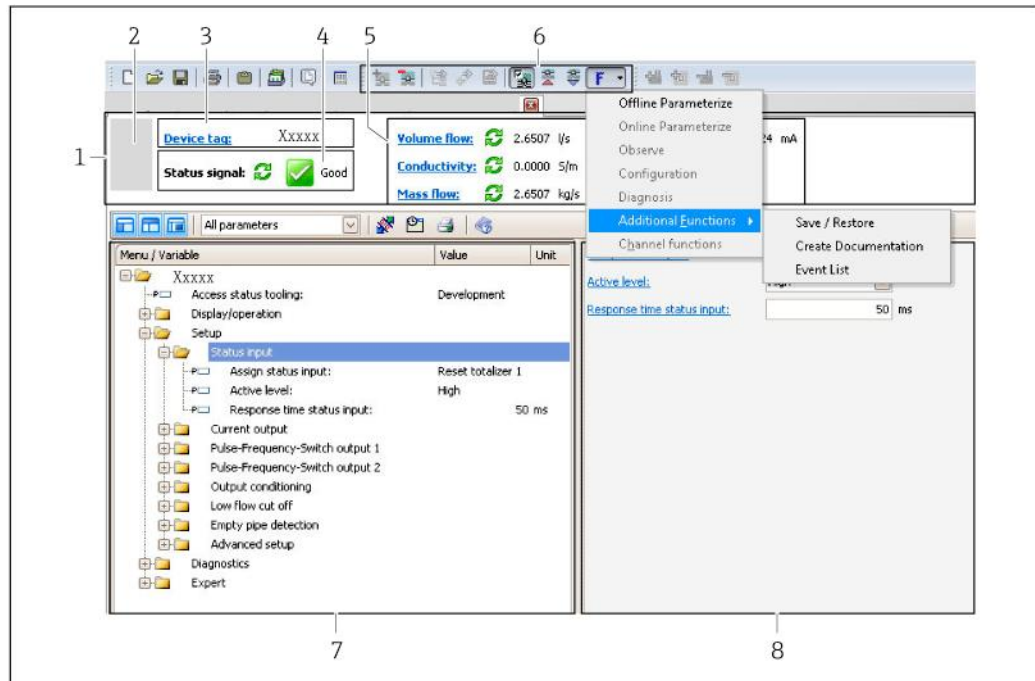 2 3 4 5 6
F
Offline Parameterize
Online Parameterize
Observe
Configuration
Diagnosis
Additional Functions
Channel functions
Save / Restore
Create Documentation
Event List
1
Device tag: Xxxxx
Status signal: Good
Volume flow: 2.6507 l/s
Conductivity: 0.0000 S/m
Mass flow: 2.6507 kg/s
24 mA
All parameters
Menu / Variable Value Unit
Xxxxx
Access status tooling: Development
Display/operation
Setup
Status input
Assign status input: Reset totalizer 1
Active level: High
Response time status input: 50 ms
Current output
Pulse-Frequency-Switch output 1
Pulse-Frequency-Switch output 2
Output conditioning
Low flow cut off
Empty pipe detection
Advanced setup
Diagnostics
Expert
Active level: High
Response time status input: 50 ms
7 8